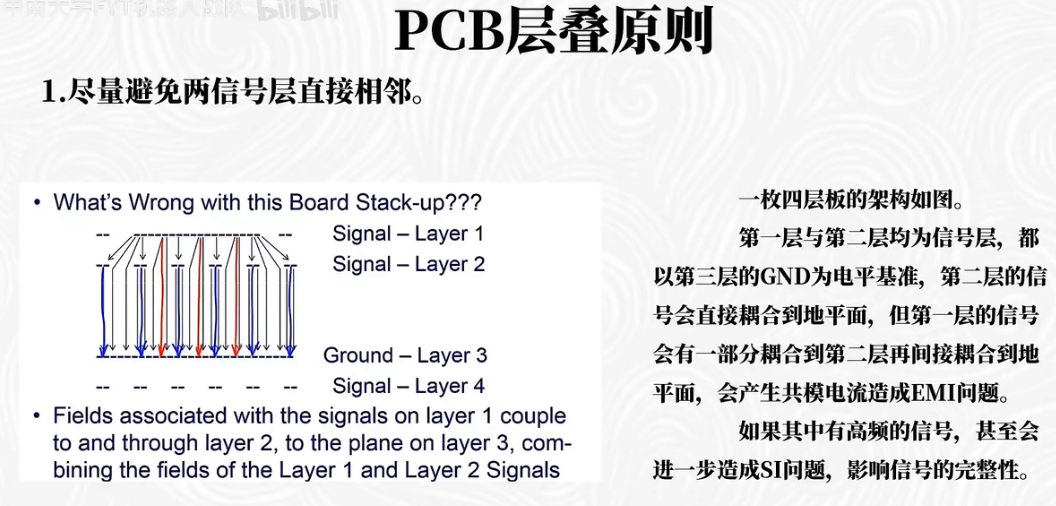 bilibili
PCB层叠原则
1.尽量避免两信号层直接相邻。
• What's Wrong with this Board Stack-up???
Signal – Layer 1
Signal – Layer 2
Ground – Layer 3
Signal – Layer 4
• Fields associated with the signals on layer 1 couple
to and through layer 2, to the plane on layer 3, com-
bining the fields of the Layer 1 and Layer 2 Signals
一枚四层板的架构如图。
第一层与第二层均为信号层，都
以第三层的GND为电平基准，第二层的信
号会直接耦合到地平面，但第一层的信号
会有一部分耦合到第二层再间接耦合到地
平面，会产生共模电流造成EMI问题。
如果其中有高频的信号，甚至会
进一步造成SI问题，影响信号的完整性。